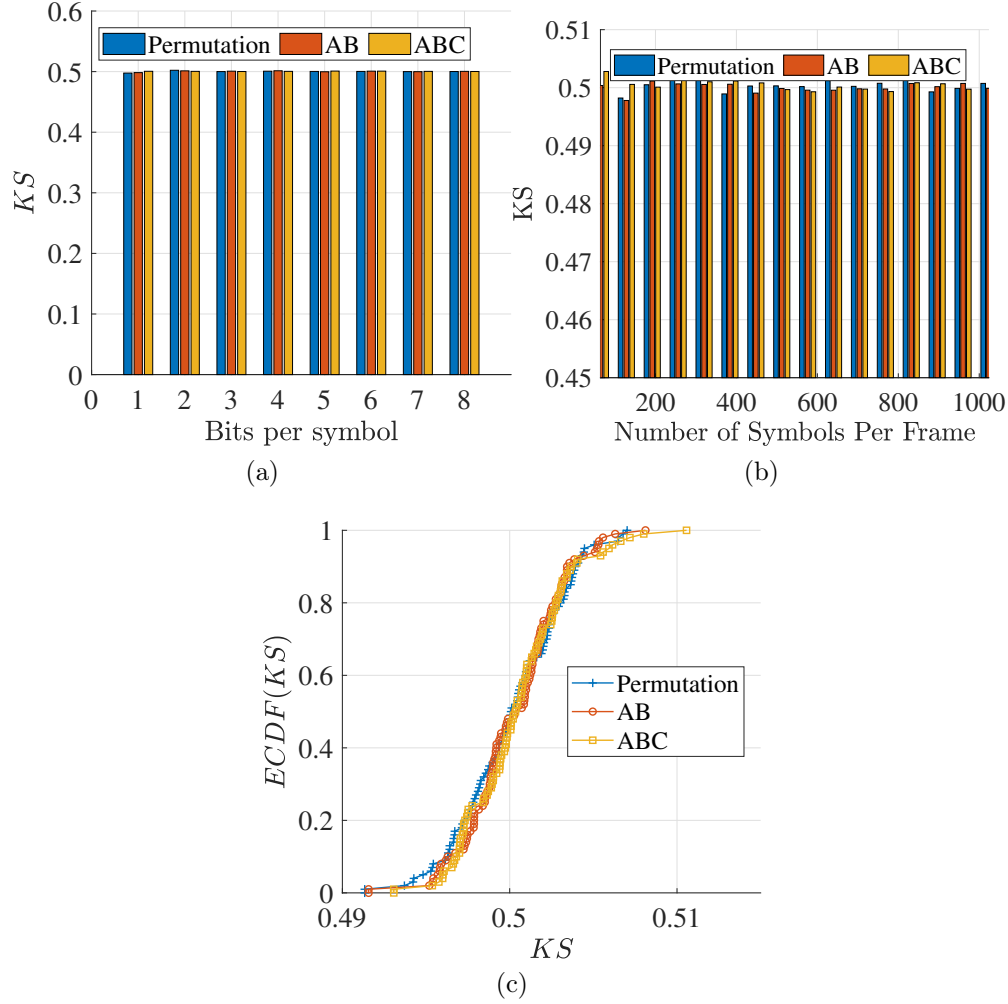 0.6
0.5
0.4
0.3
0.2
0.1
0
KS
Permutation AB ABC
0 1 2 3 4 5 6 7 8
Bits per symbol
(a)
0.51
0.5
0.49
0.48
0.47
0.46
0.45
KS
Permutation AB ABC
200 400 600 800 1000
Number of Symbols Per Frame
(b)
1
0.8
0.6
0.4
0.2
0
ECDF(KS)
Permutation
AB
ABC
0.49 0.5 0.51
KS
(c)